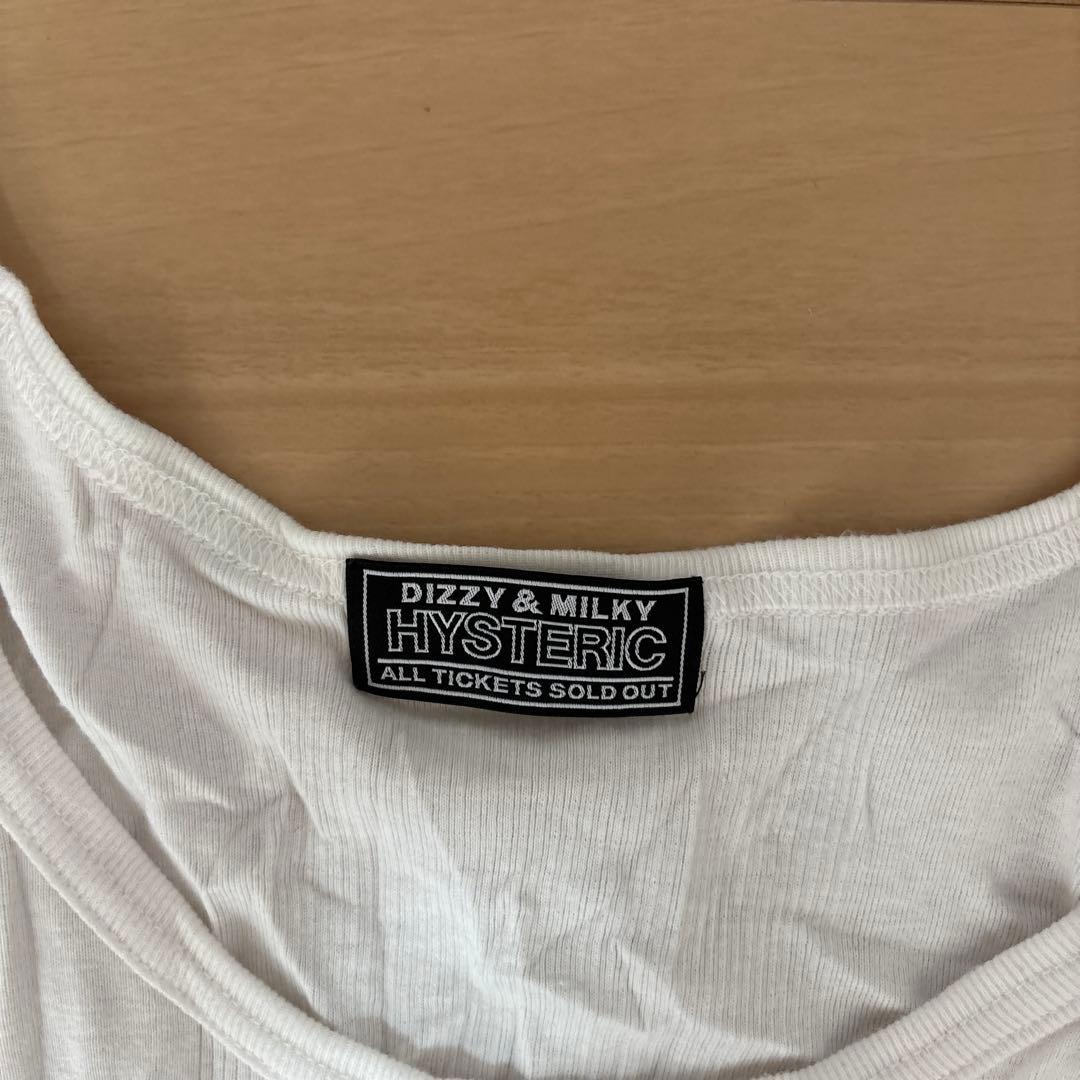 DIZZY & MILKY
HYSTERIC
ALL TICKETS SOLD OUT